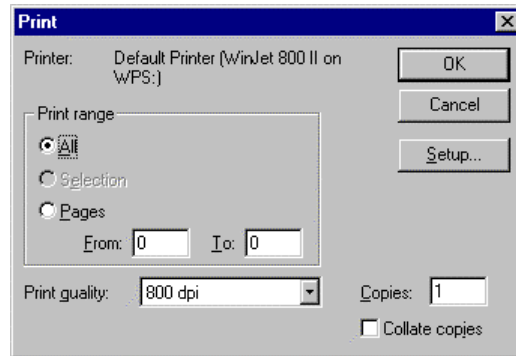 Print
Printer: Default Printer (WinJet 800 II on
WPS:)
OK
Cancel
Setup...
Print range
All
Selection
Pages
From: 0 To: 0
Print quality: 800 dpi
Copies: 1
Collate copies